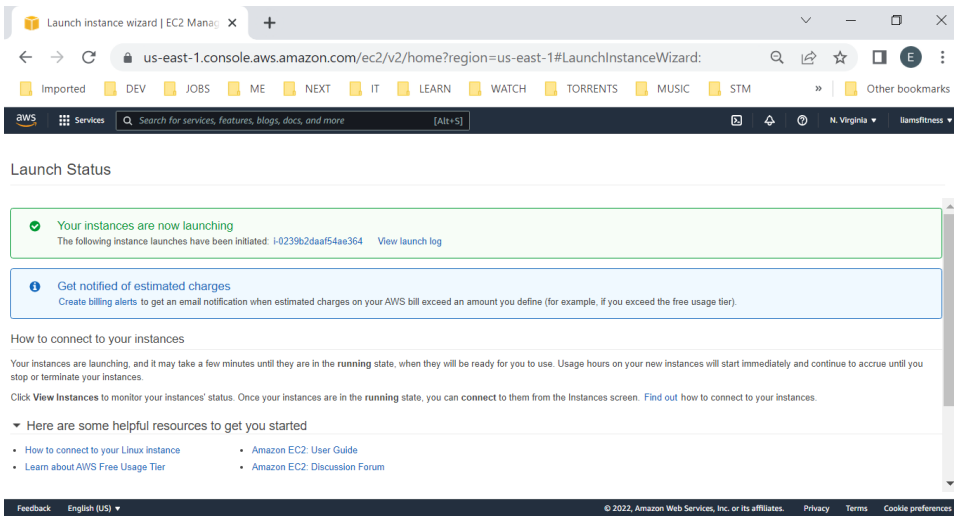 Launch instance wizard | EC2 Manag
us-east-1.console.aws.amazon.com/ec2/v2/home?region=us-east-1#LaunchInstanceWizard:
E
Imported DEV JOBS ME NEXT IT LEARN WATCH TORRENTS MUSIC STM » Other bookmarks
aws Services Search for services, features, blogs, docs, and more [Alt+S] N. Virginia ▼ liamsfitness ▼
Launch Status
Your instances are now launching
The following instance launches have been initiated: i-0239b2daaf54ae364 View launch log
Get notified of estimated charges
Create billing alerts to get an email notification when estimated charges on your AWS bill exceed an amount you define (for example, if you exceed the free usage tier).
How to connect to your instances
Your instances are launching, and it may take a few minutes until they are in the running state, when they will be ready for you to use. Usage hours on your new instances will start immediately and continue to accrue until you
stop or terminate your instances.
Click View Instances to monitor your instances' status. Once your instances are in the running state, you can connect to them from the Instances screen. Find out how to connect to your instances.
▼ Here are some helpful resources to get you started
• How to connect to your Linux instance
• Learn about AWS Free Usage Tier
• Amazon EC2: User Guide
• Amazon EC2: Discussion Forum
Feedback English (US) ▼ © 2022, Amazon Web Services, Inc. or its affiliates. Privacy Terms Cookie preferences